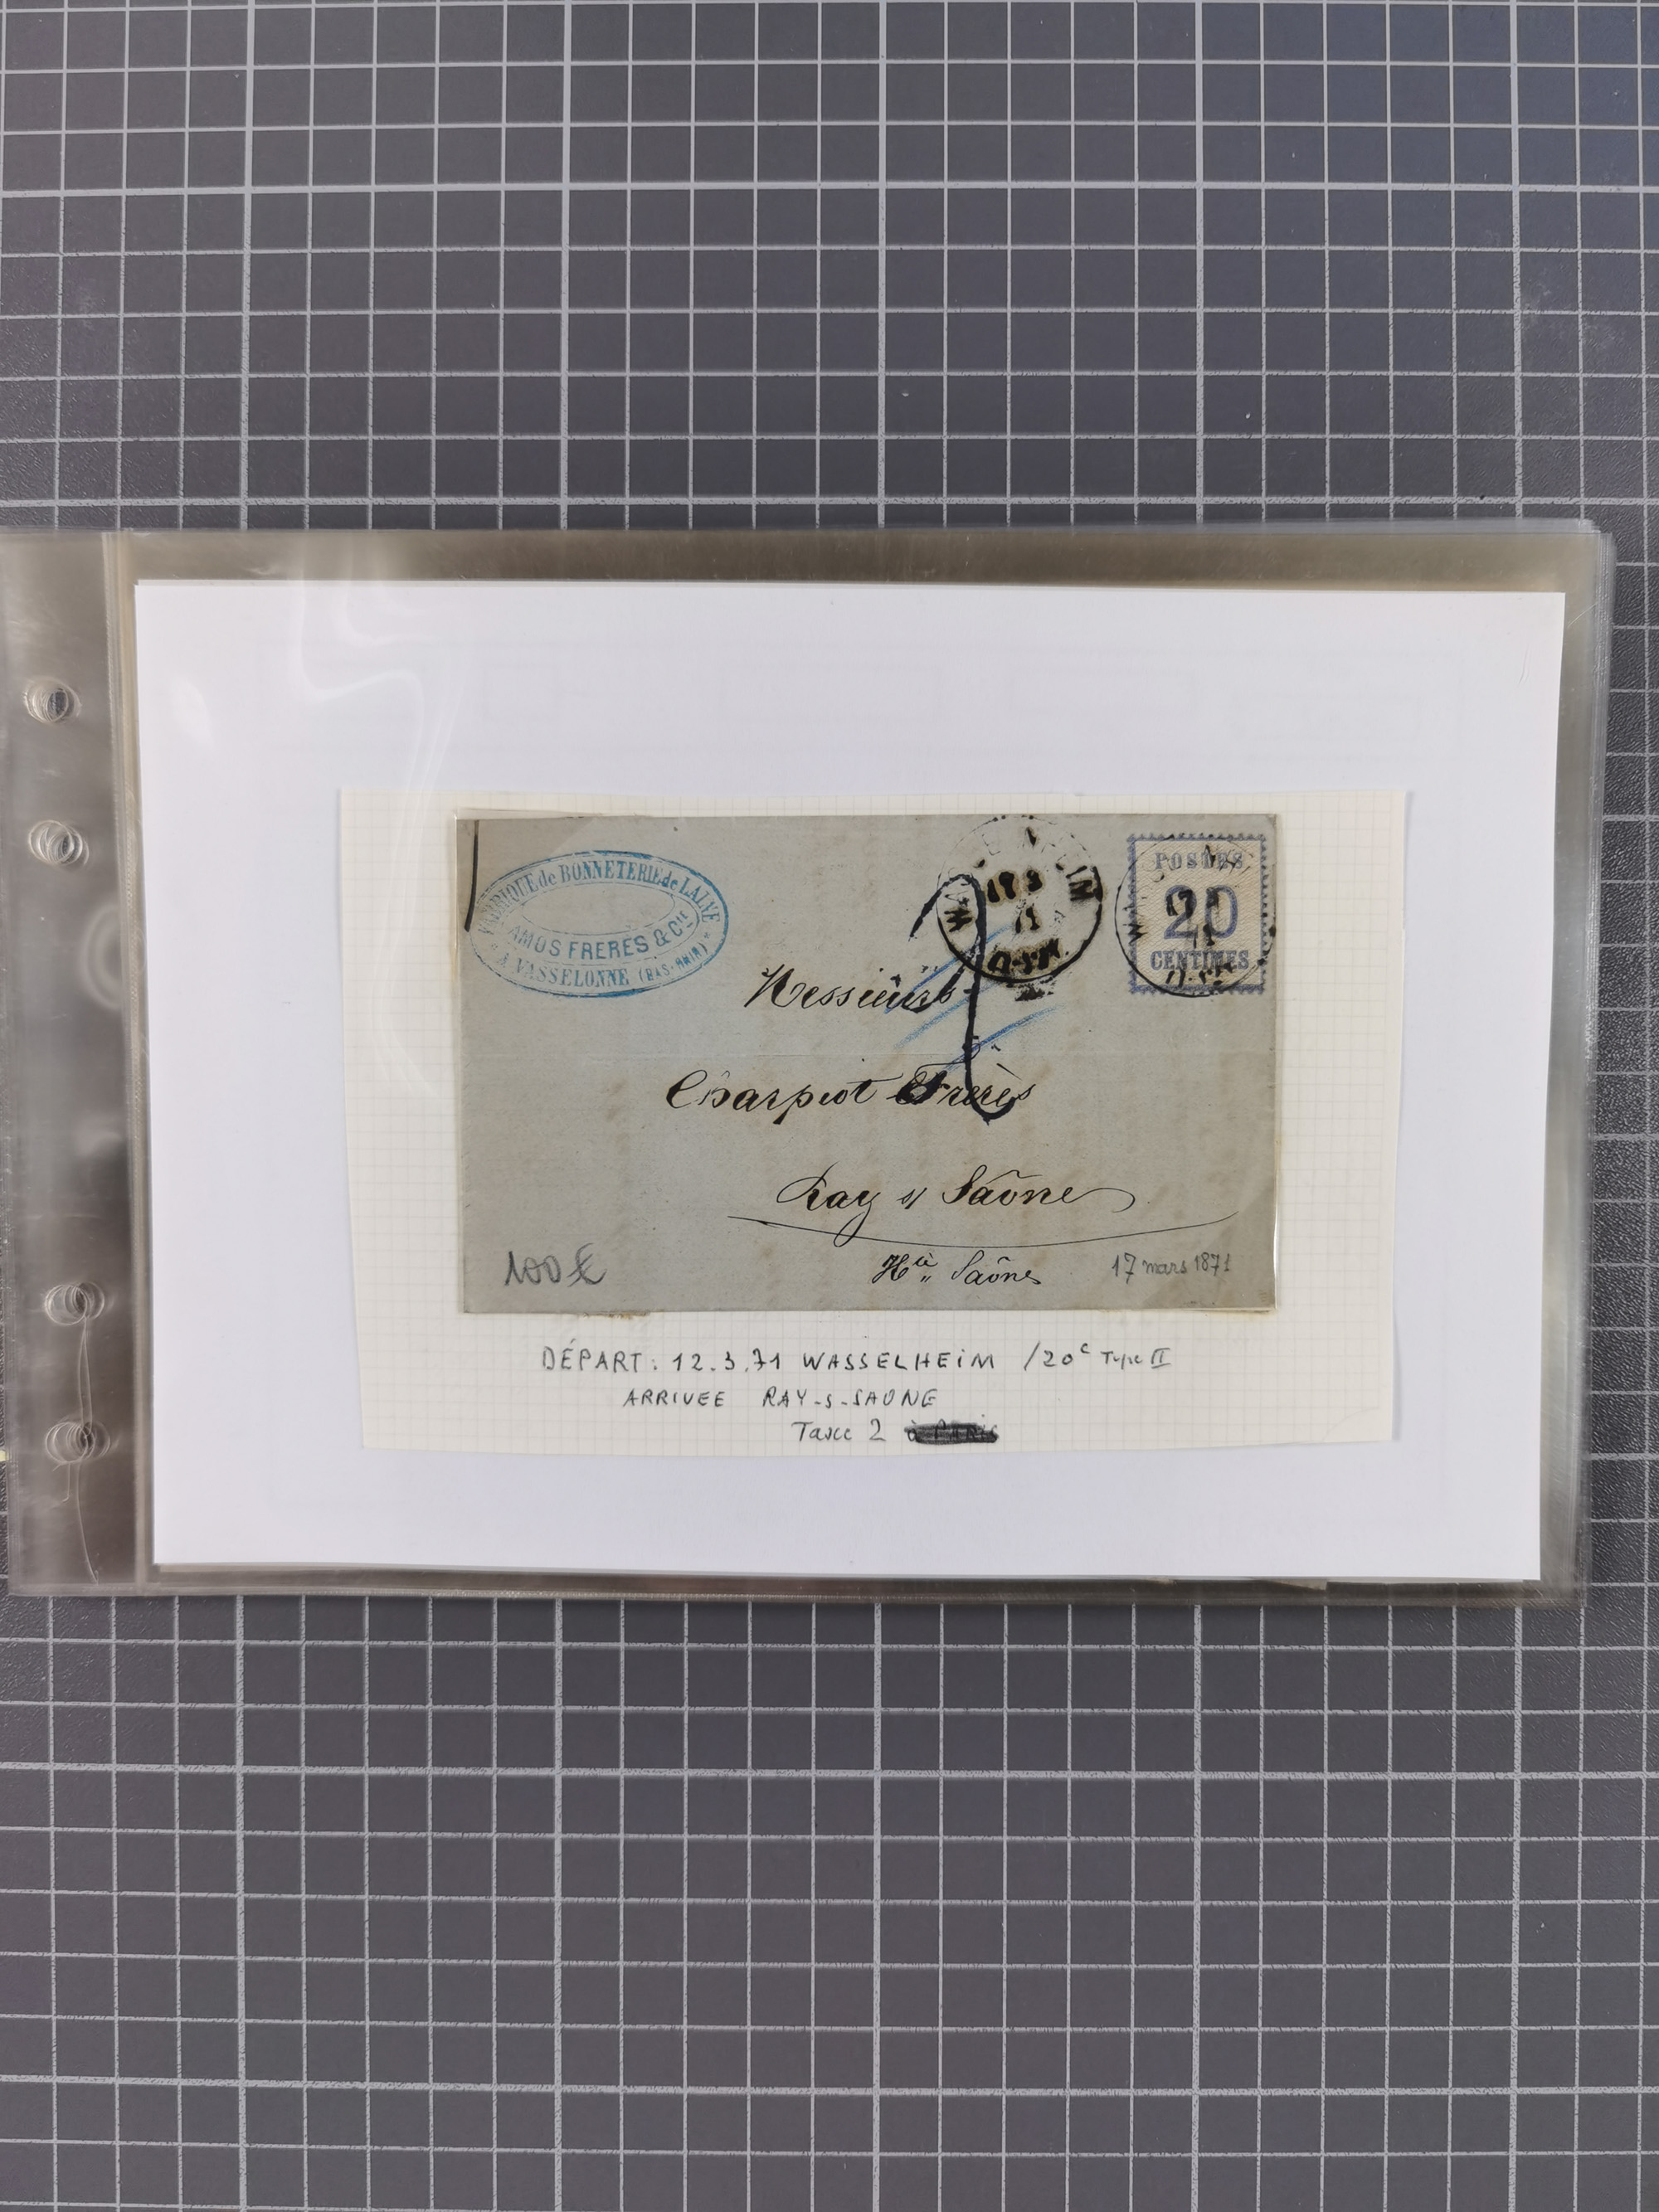 FABRIQUE de BONNETERIE de LAINE
AMOS FRERES & Cie
A VASSELONNE (BAS-RHIN)
POSTES
20
CENTIMES
Messieurs
Charpiot Frères
Ray s/ Saône
Hte Saône
100 €
17 mars 1871
DÉPART: 12.3.71 WASSELHEIM /20c Type II
ARRIVEE RAY-S-SAONE
Taxe 2